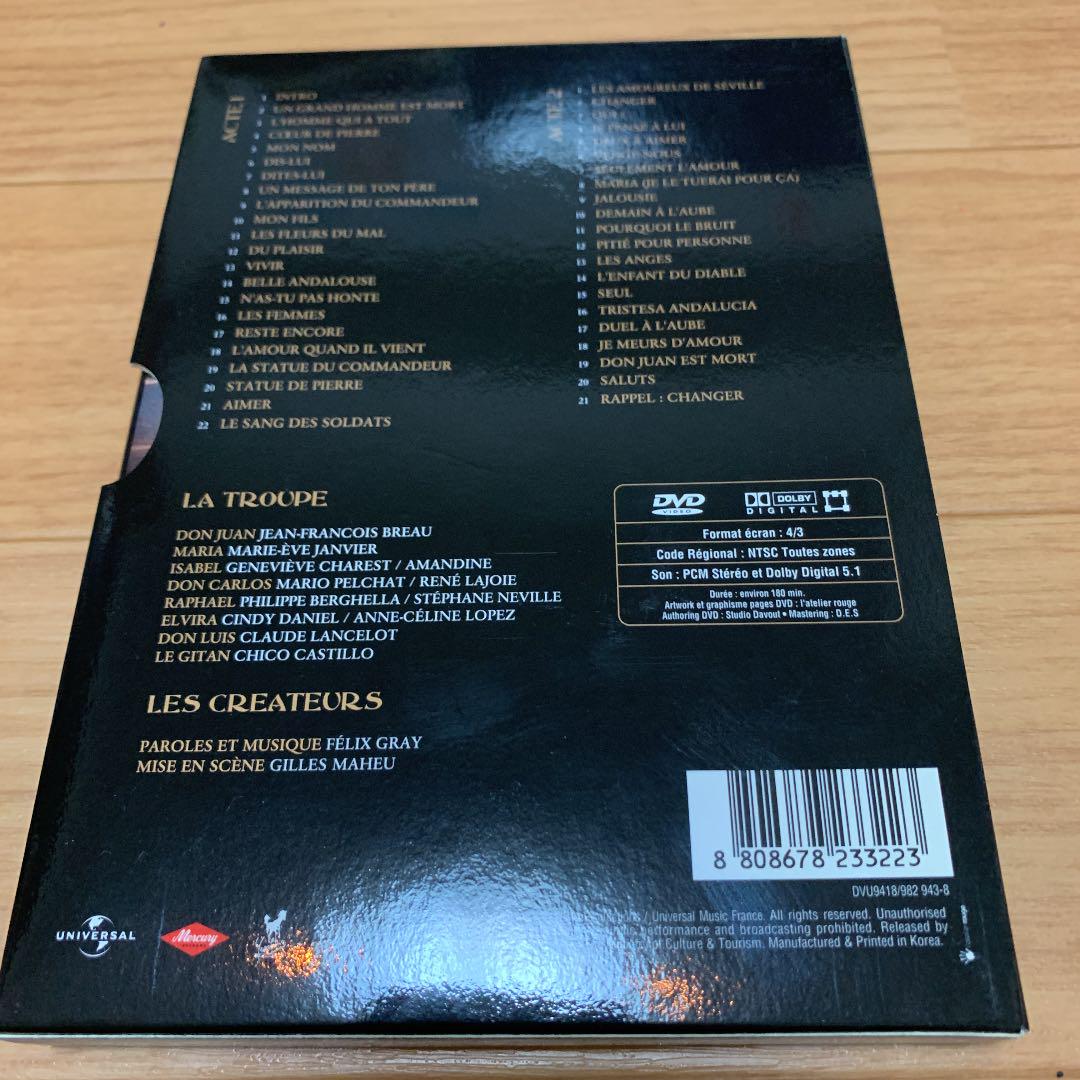 ACTE 1
1 INTRO
2 UN GRAND HOMME EST MORT
3 L'HOMME QUI A TOUT
4 CŒUR DE PIERRE
5 MON NOM
6 DIS-LUI
7 DITES-LUI
8 UN MESSAGE DE TON PÈRE
9 L'APPARITION DU COMMANDEUR
10 MON FILS
11 LES FLEURS DU MAL
12 DU PLAISIR
13 VIVIR
14 BELLE ANDALOUSE
15 N'AS-TU PAS HONTE
16 LES FEMMES
17 RESTE ENCORE
18 L'AMOUR QUAND IL VIENT
19 LA STATUE DU COMMANDEUR
20 STATUE DE PIERRE
21 AIMER
22 LE SANG DES SOLDATS
ACTE 2
LES AMOUREUX DE SÉVILLE
CHANGER
QUI
JE PENSE À LUI
DEUX À AIMER
NOUS
SEULEMENT L'AMOUR
8 MARIA (JE LE TUERAI POUR ÇA)
9 JALOUSIE
10 DEMAIN À L'AUBE
11 POURQUOI LE BRUIT
12 PITIÉ POUR PERSONNE
13 LES ANGES
14 L'ENFANT DU DIABLE
15 SEUL
16 TRISTESA ANDALUCIA
17 DUEL À L'AUBE
18 JE MEURS D'AMOUR
19 DON JUAN EST MORT
20 SALUTS
21 RAPPEL : CHANGER
LA TROUPE
DON JUAN JEAN-FRANCOIS BREAU
MARIA MARIE-ÈVE JANVIER
ISABEL GENEVIÈVE CHAREST / AMANDINE
DON CARLOS MARIO PELCHAT / RENÉ LAJOIE
RAPHAEL PHILIPPE BERGHELLA / STÉPHANE NEVILLE
ELVIRA CINDY DANIEL / ANNE-CÉLINE LOPEZ
DON LUIS CLAUDE LANCELOT
LE GITAN CHICO CASTILLO
LES CREATEURS
PAROLES ET MUSIQUE FÉLIX GRAY
MISE EN SCÈNE GILLES MAHEU
DVD VIDEO DOLBY DIGITAL
Format écran : 4/3
Code Régional : NTSC Toutes zones
Son : PCM Stéréo et Dolby Digital 5.1
Durée : environ 180 min.
Artwork et graphisme pages DVD : l'atelier rouge
Authoring DVD : Studio Davout • Mastering : D.E.S
8 808678 233223
DVU9418/982 943-8
UNIVERSAL
Mercury
/ Universal Music France. All rights reserved. Unauthorised
performance and broadcasting prohibited. Released by
of Culture & Tourism. Manufactured & Printed in Korea.